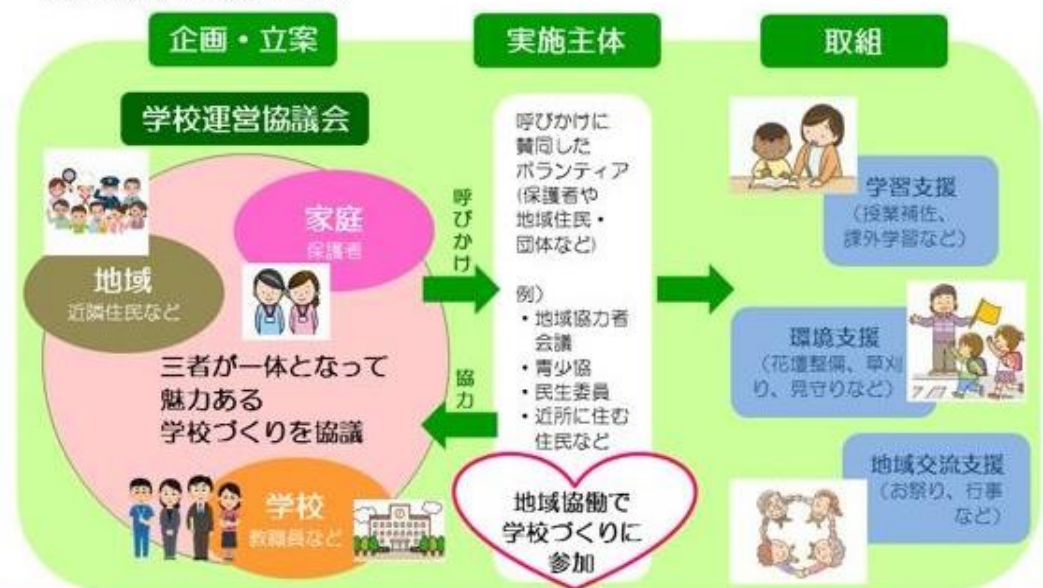 企画・立案
実施主体
取組
学校運営協議会
地域
近隣住民など
家庭
保護者
三者が一体となって
魅力ある
学校づくりを協議
学校
教職員など
呼びかけ
協力
呼びかけに
賛同した
ボランティア
(保護者や
地域住民・
団体など)
例)
・地域協力者
会議
・青少協
・民生委員
・近所に住む
住民など
地域協働で
学校づくりに
参加
学習支援
(授業補佐、
課外学習など)
環境支援
(花壇整備、草刈
り、見守りなど)
地域交流支援
(お祭り、行事
など)